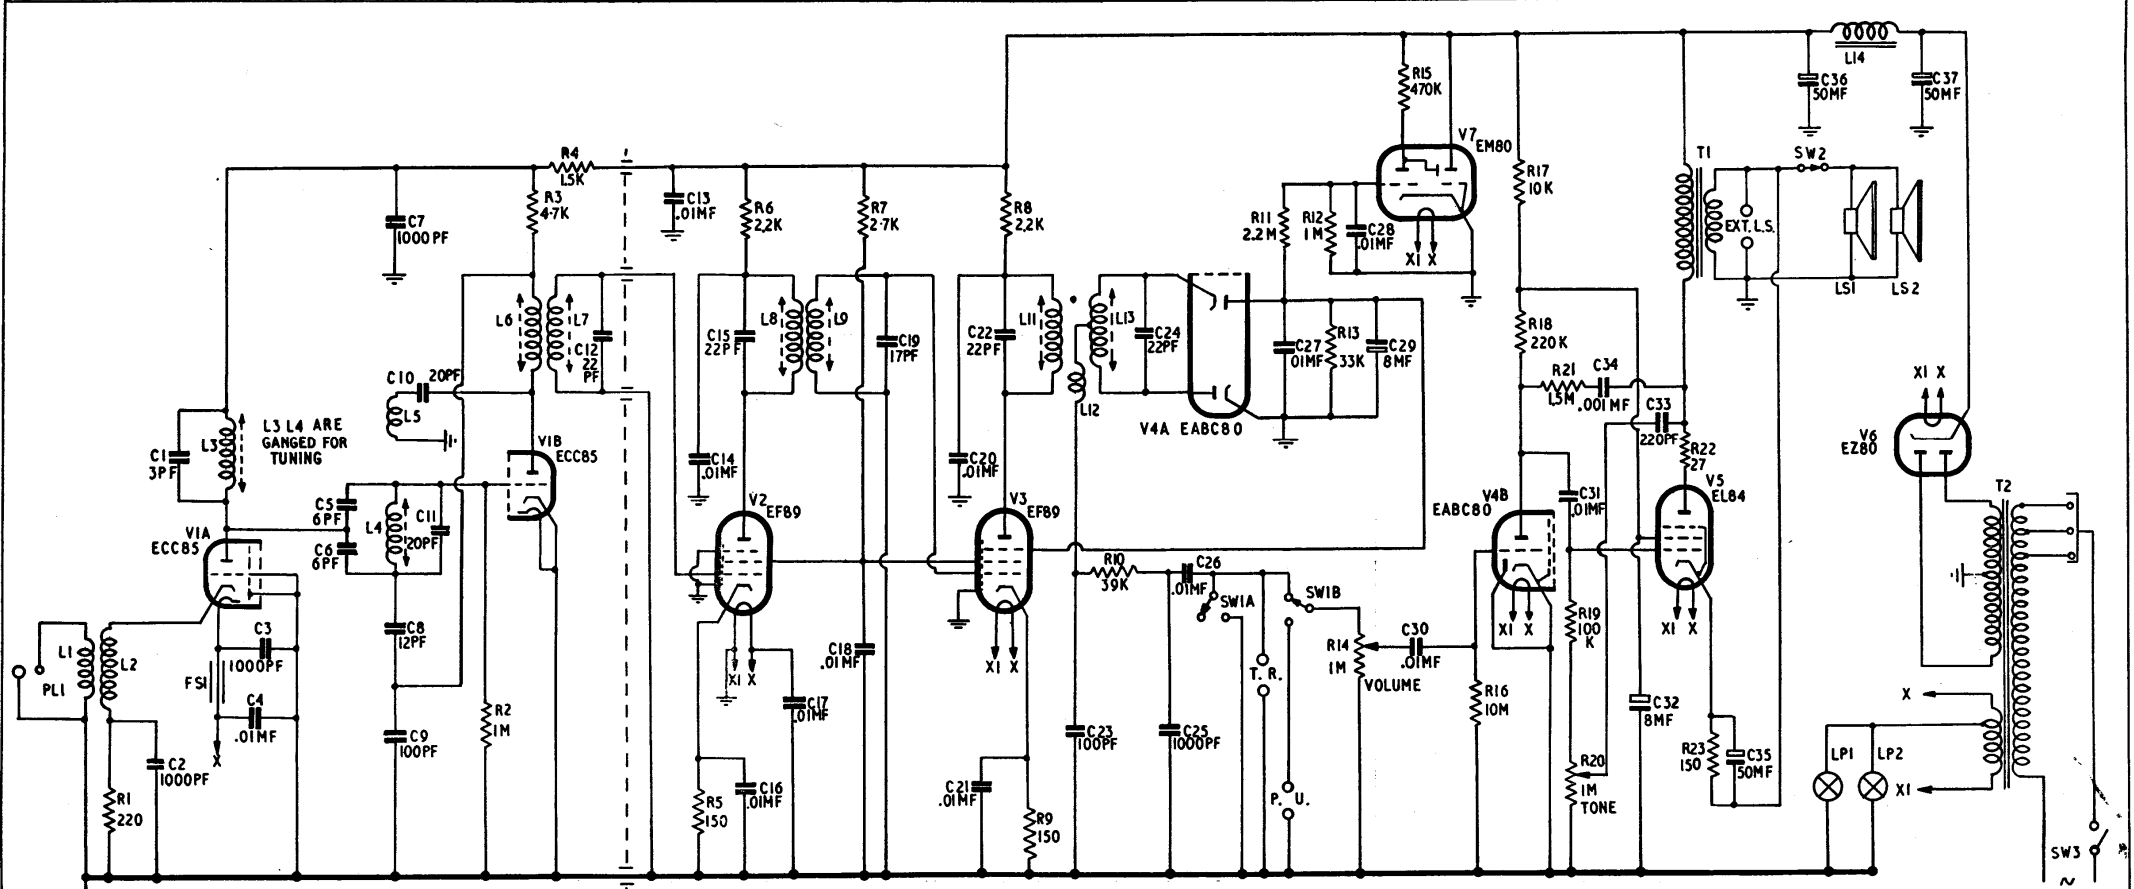 L14
C36
50MF
C37
50MF
R15
470K
V7
EM80
X1 X
R4
1.5K
R3
4·7K
C7
1000PF
C13
.01MF
R6
2,2K
R7
2·7K
R8
2,2K
R11
2.2M
R12
1M
C28
.01MF
R17
10K
T1
SW2
EXT.L.S.
LS1
LS2
L6
L7
C12
22
PF
C15
22PF
L8
L9
C19
17PF
C22
22PF
L11
L13
L12
C24
22PF
V4A EABC80
C27
01MF
R13
33K
C29
8MF
R18
220K
R21
1,5M
C34
.001MF
C33
220PF
R22
27
X1 X
V6
EZ80
C10
20PF
L5
C1
3PF
L3
L3 L4 ARE
GANGED FOR
TUNING
V1B
ECC85
C5
6PF
C6
6PF
L4
C11
20PF
V1A
ECC85
C14
.01MF
V2
EF89
C20
.01MF
V3
EF89
V4B
EABC80
C31
.01MF
V5
EL84
T2
R10
39K
C26
.01MF
SW1A
SW1B
X1 X
X1 X
R19
100
K
L1
L2
PL1
C3
1000PF
FS1
C4
.01MF
X
C8
12PF
C9
100PF
R2
1M
C2
1000PF
R1
220
X1 X
C17
.01MF
C18
.01MF
X1 X
T. R.
R14
1M
VOLUME
C30
.01MF
R16
10M
C32
8MF
C23
100PF
C25
1000PF
R5
150
C16
.01MF
C21
.01MF
R9
150
P. U.
R20
1M
TONE
R23
150
C35
50MF
X
LP1
LP2
X1
SW3
~